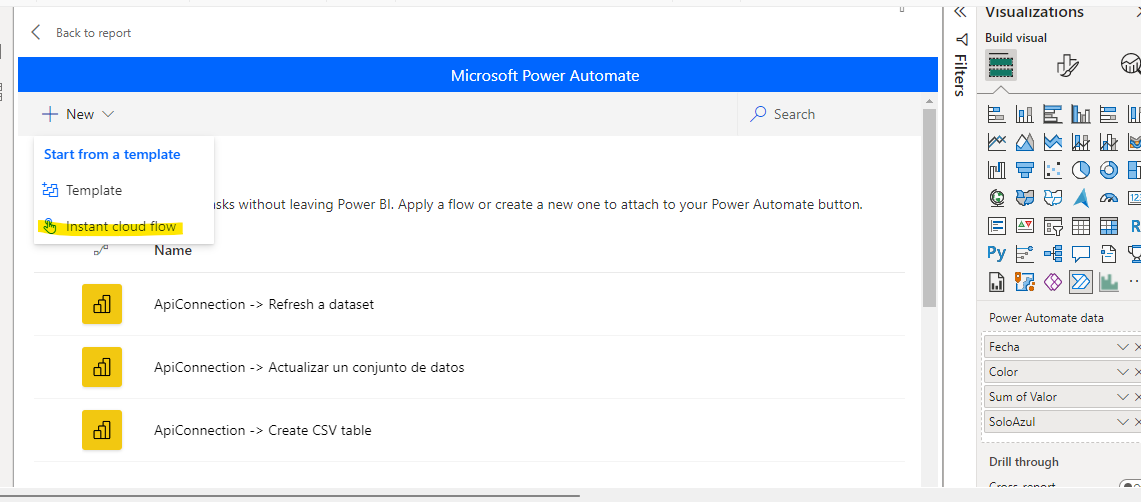 Back to report
Microsoft Power Automate
New
Search
Start from a template
Template
Instant cloud flow
asks without leaving Power BI. Apply a flow or create a new one to attach to your Power Automate button.
Name
ApiConnection -> Refresh a dataset
ApiConnection -> Actualizar un conjunto de datos
ApiConnection -> Create CSV table
Filters
Visualizations
Build visual
123
R
Py
Power Automate data
Fecha
Color
Sum of Valor
SoloAzul
Drill through
Cross-report